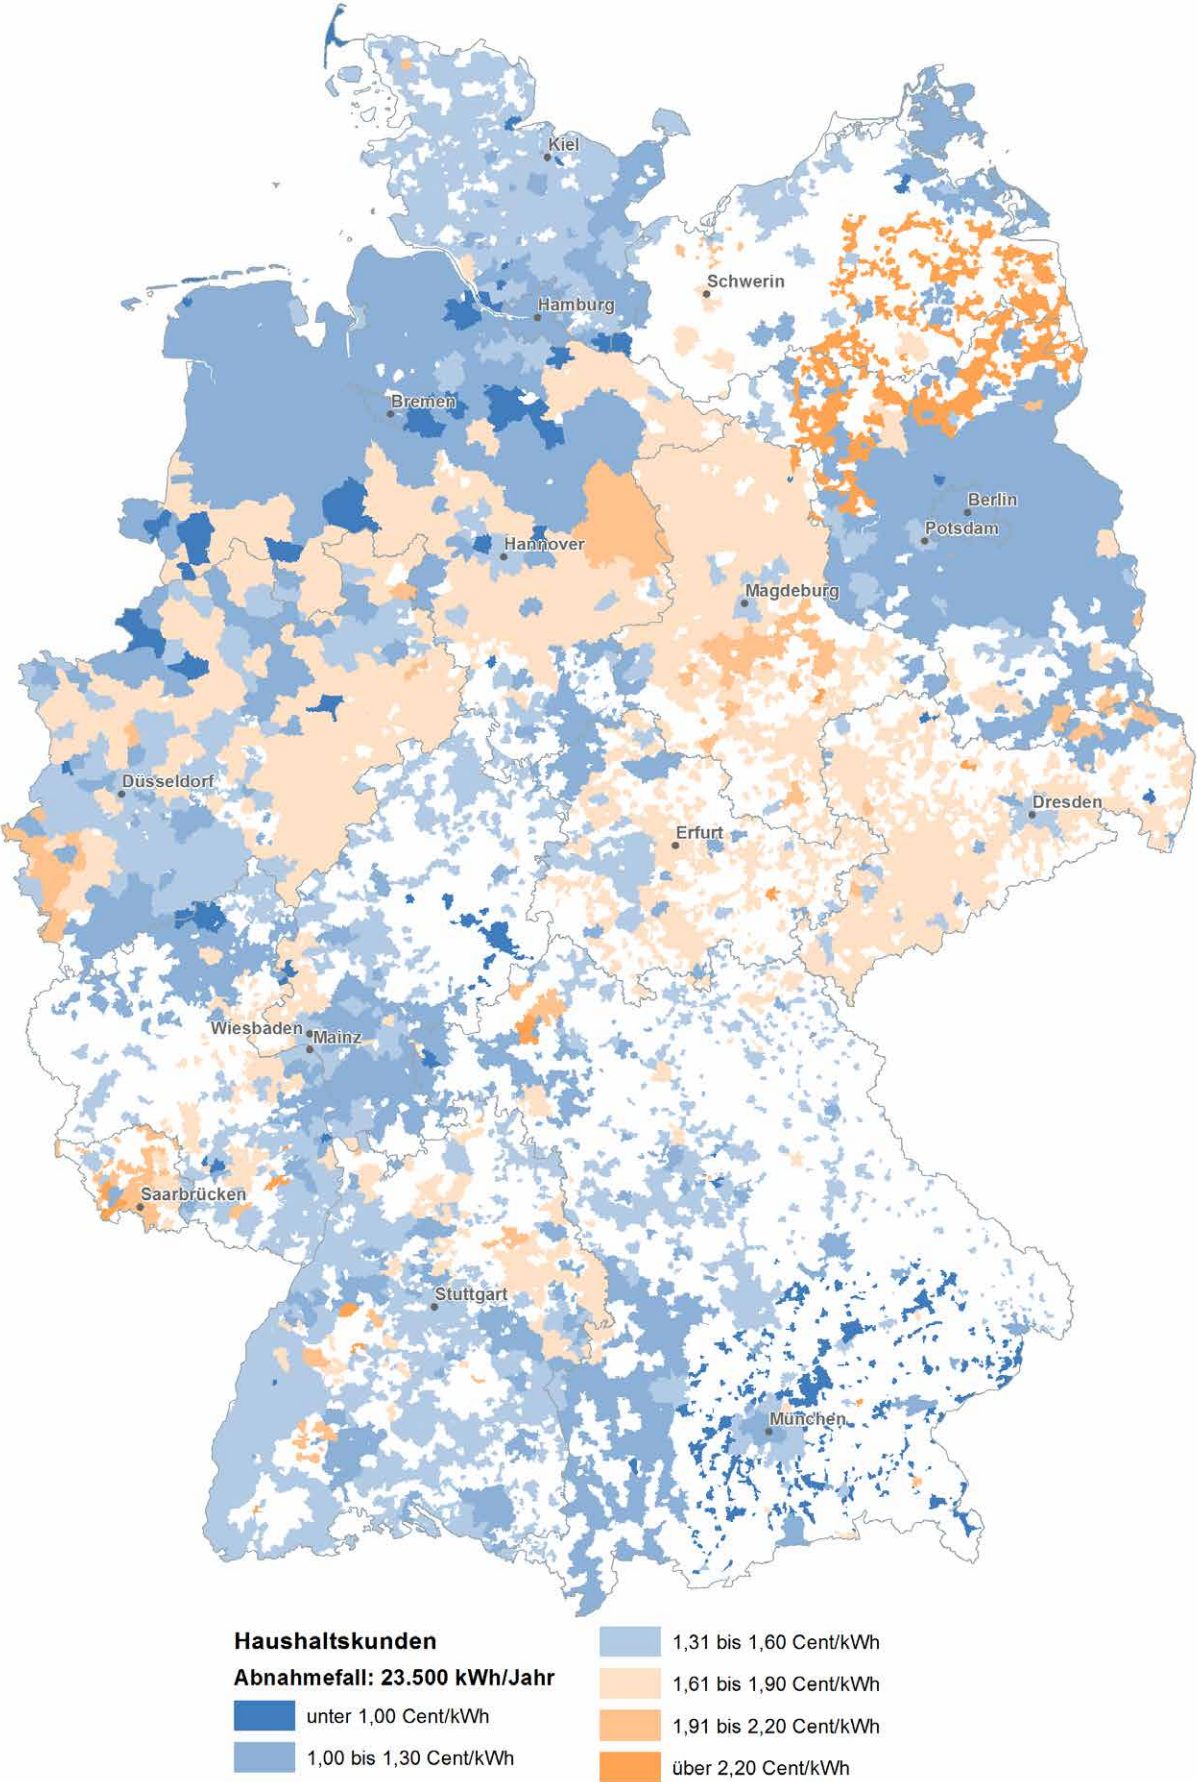 Kiel
Schwerin
Hamburg
Bremen
Berlin
Potsdam
Hannover
Magdeburg
Düsseldorf
Dresden
Erfurt
Wiesbaden
Mainz
Saarbrücken
Stuttgart
München
Haushaltskunden
Abnahmefall: 23.500 kWh/Jahr
unter 1,00 Cent/kWh
1,00 bis 1,30 Cent/kWh
1,31 bis 1,60 Cent/kWh
1,61 bis 1,90 Cent/kWh
1,91 bis 2,20 Cent/kWh
über 2,20 Cent/kWh